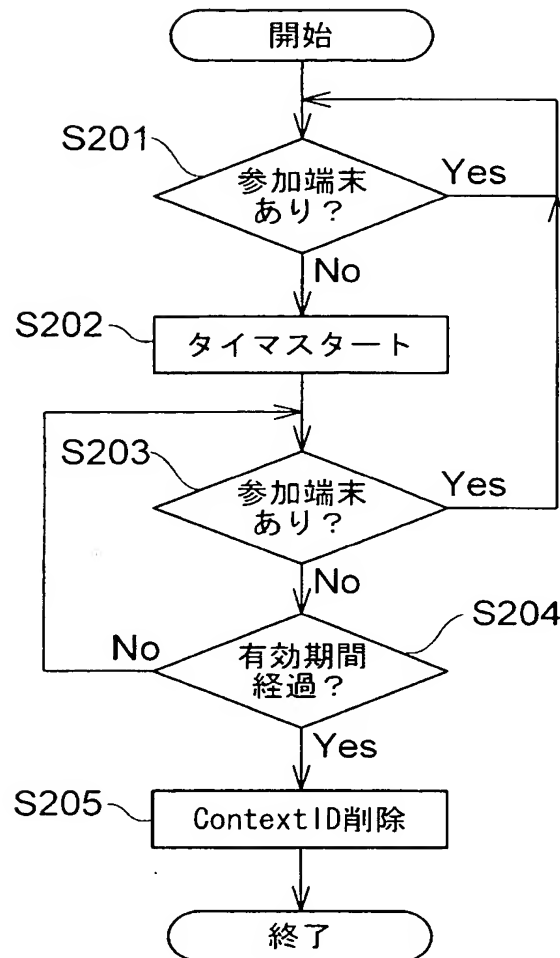 開始
S201
参加端末
あり?
Yes
No
S202
タイマスタート
S203
参加端末
あり?
Yes
No
S204
有効期間
経過?
No
Yes
S205
ContextID削除
終了